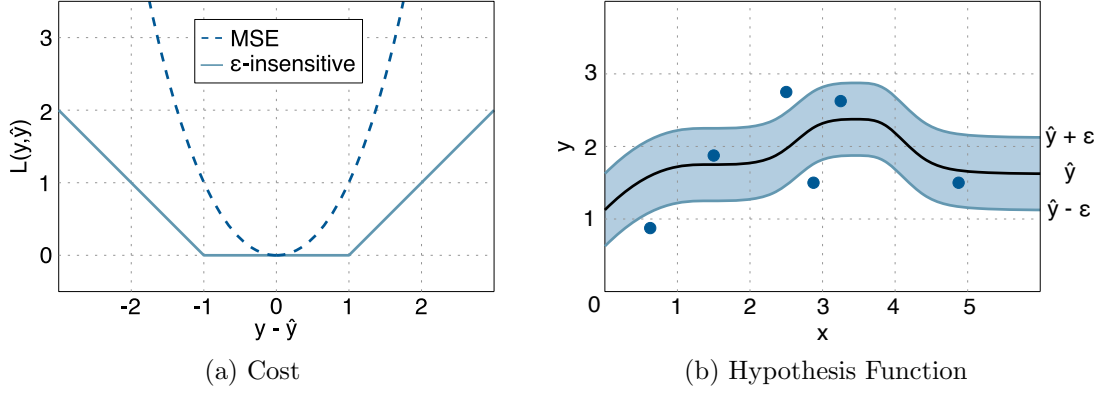 3
2
1
0
L(y,ŷ)
MSE
ε-insensitive
-2
-1
0
1
2
y - ŷ
(a) Cost
3
2
1
y
0
1
2
3
4
5
x
ŷ + ε
ŷ
ŷ - ε
(b) Hypothesis Function